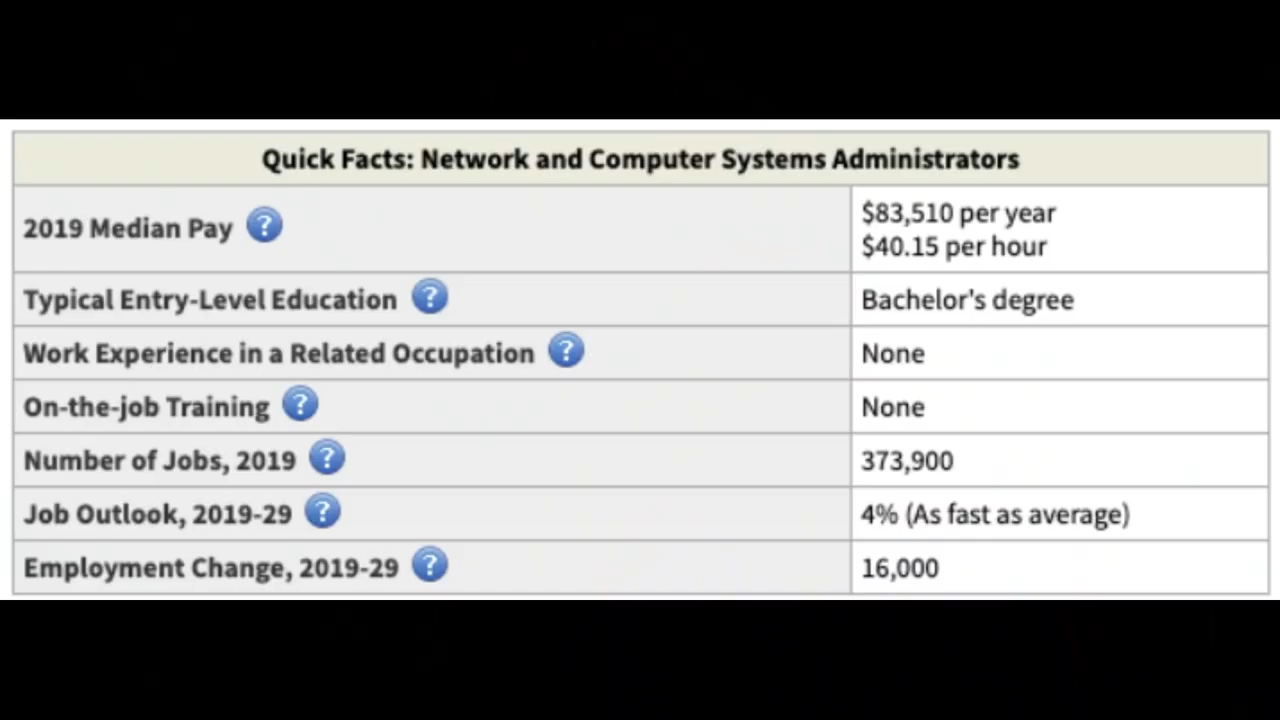 Quick Facts: Network and Computer Systems Administrators
2019 Median Pay ?
$83,510 per year
$40.15 per hour
Typical Entry-Level Education ?
Bachelor's degree
Work Experience in a Related Occupation ?
None
On-the-job Training ?
None
Number of Jobs, 2019 ?
373,900
Job Outlook, 2019-29 ?
4% (As fast as average)
Employment Change, 2019-29 ?
16,000